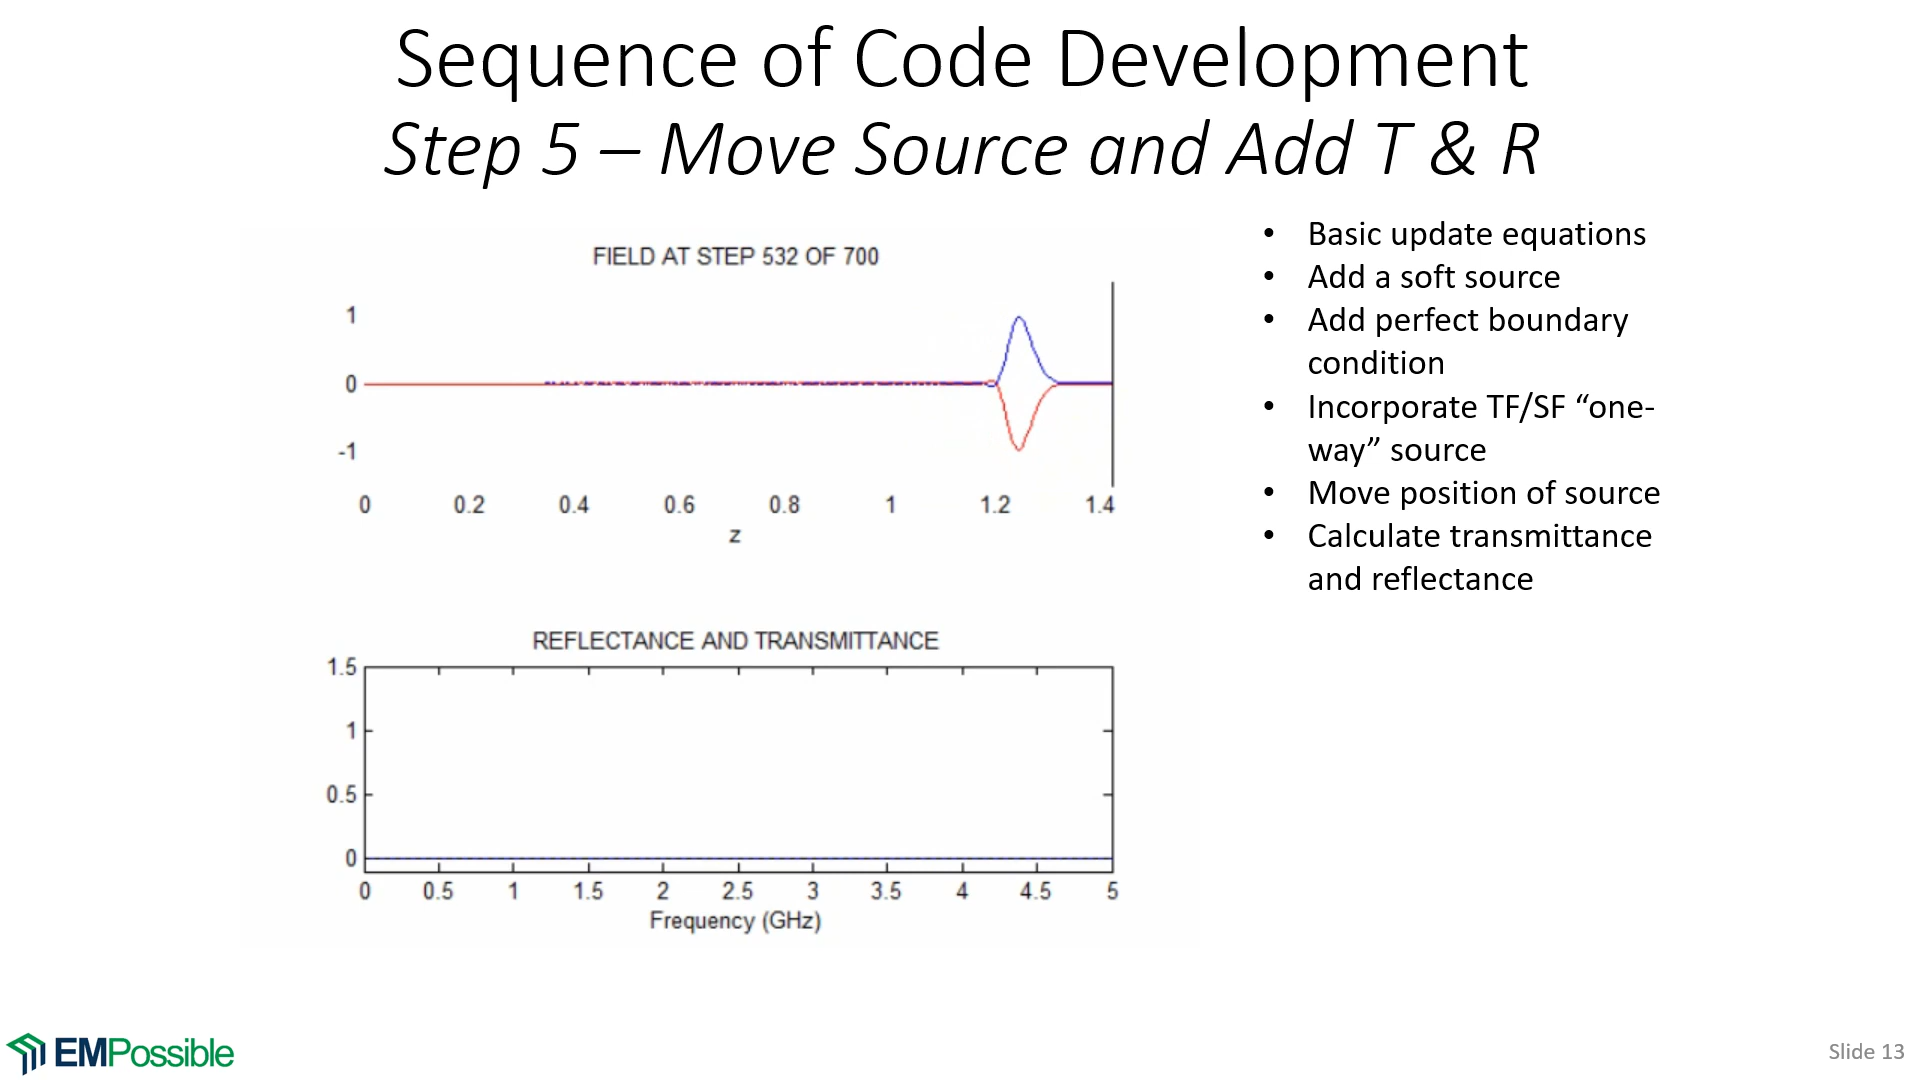 Sequence of Code Development
Step 5 – Move Source and Add T & R
FIELD AT STEP 532 OF 700
1
0
-1
0 0.2 0.4 0.6 0.8 1 1.2 1.4
z
REFLECTANCE AND TRANSMITTANCE
1.5
1
0.5
0
0 0.5 1 1.5 2 2.5 3 3.5 4 4.5 5
Frequency (GHz)
• Basic update equations
• Add a soft source
• Add perfect boundary
condition
• Incorporate TF/SF “one-
way” source
• Move position of source
• Calculate transmittance
and reflectance
EMPossible
Slide 13